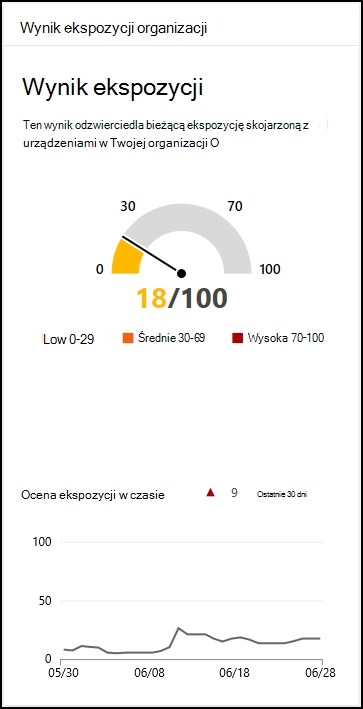 Wynik ekspozycji organizacji
Wynik ekspozycji
Ten wynik odzwierciedla bieżącą ekspozycję skojarzoną z
urządzeniami w Twojej organizacji O
30 70
0 100
18/100
Low 0-29 Średnie 30-69 Wysoka 70-100
Ocena ekspozycji w czasie 9 Ostatnie 30 dni
100
50
0
05/30 06/08 06/18 06/28